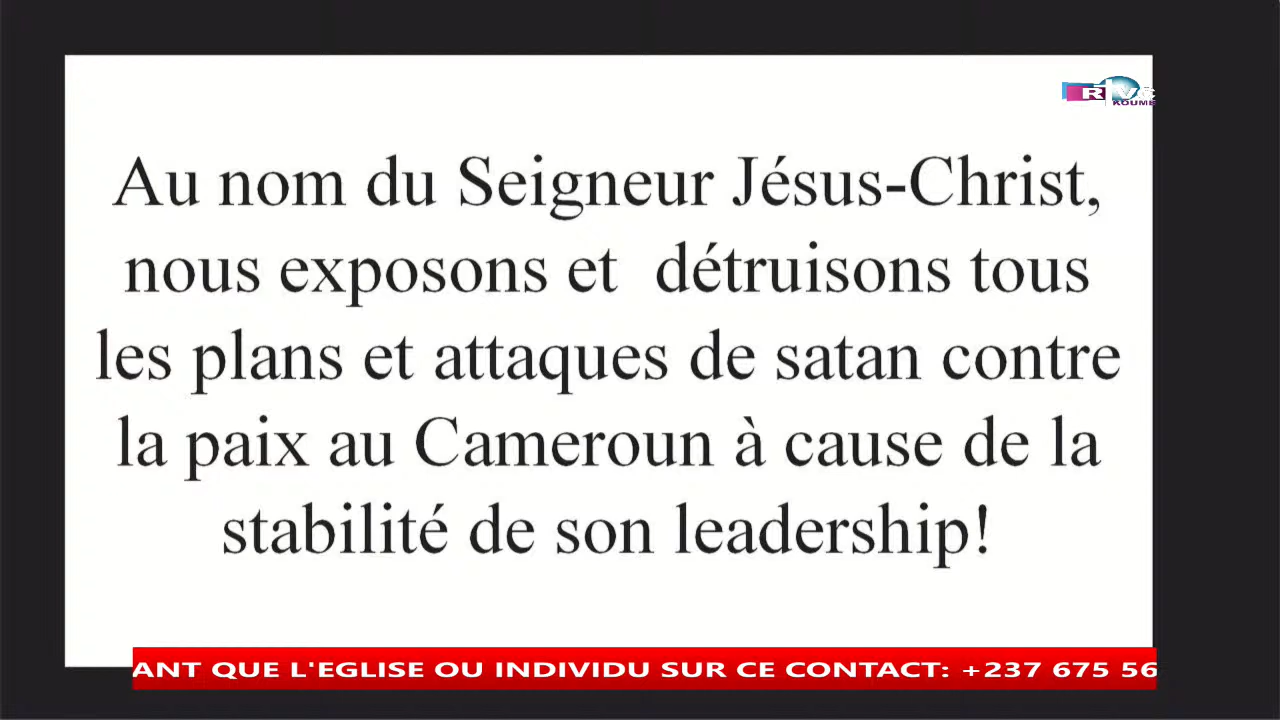 RTVC
KOUME
Au nom du Seigneur Jésus-Christ,
nous exposons et  détruisons tous
les plans et attaques de satan contre
la paix au Cameroun à cause de la
stabilité de son leadership!
ANT QUE L'EGLISE OU INDIVIDU SUR CE CONTACT: +237 675 56